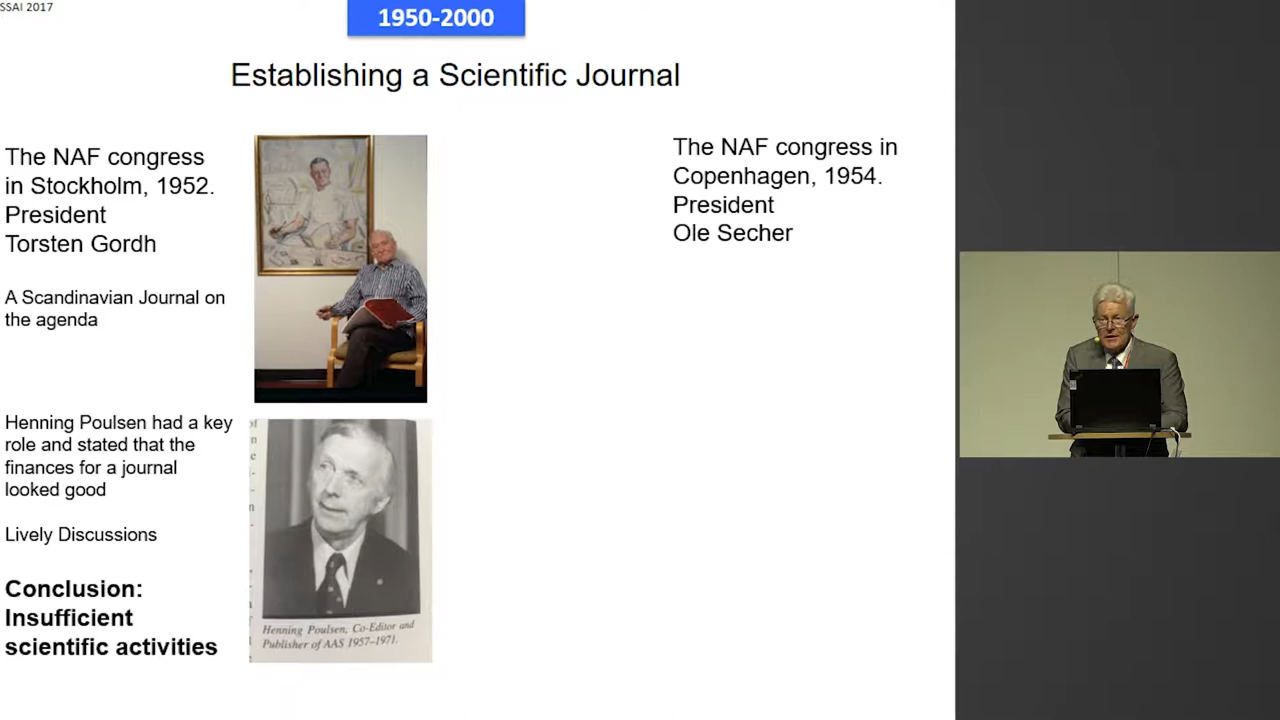 SSAI 2017
1950-2000
Establishing a Scientific Journal
The NAF congress
in Stockholm, 1952.
President
Torsten Gordh
A Scandinavian Journal on
the agenda
Henning Poulsen had a key
role and stated that the
finances for a journal
looked good
Lively Discussions
Conclusion:
Insufficient
scientific activities
Henning Poulsen, Co-Editor and
Publisher of AAS 1957–1971.
The NAF congress in
Copenhagen, 1954.
President
Ole Secher